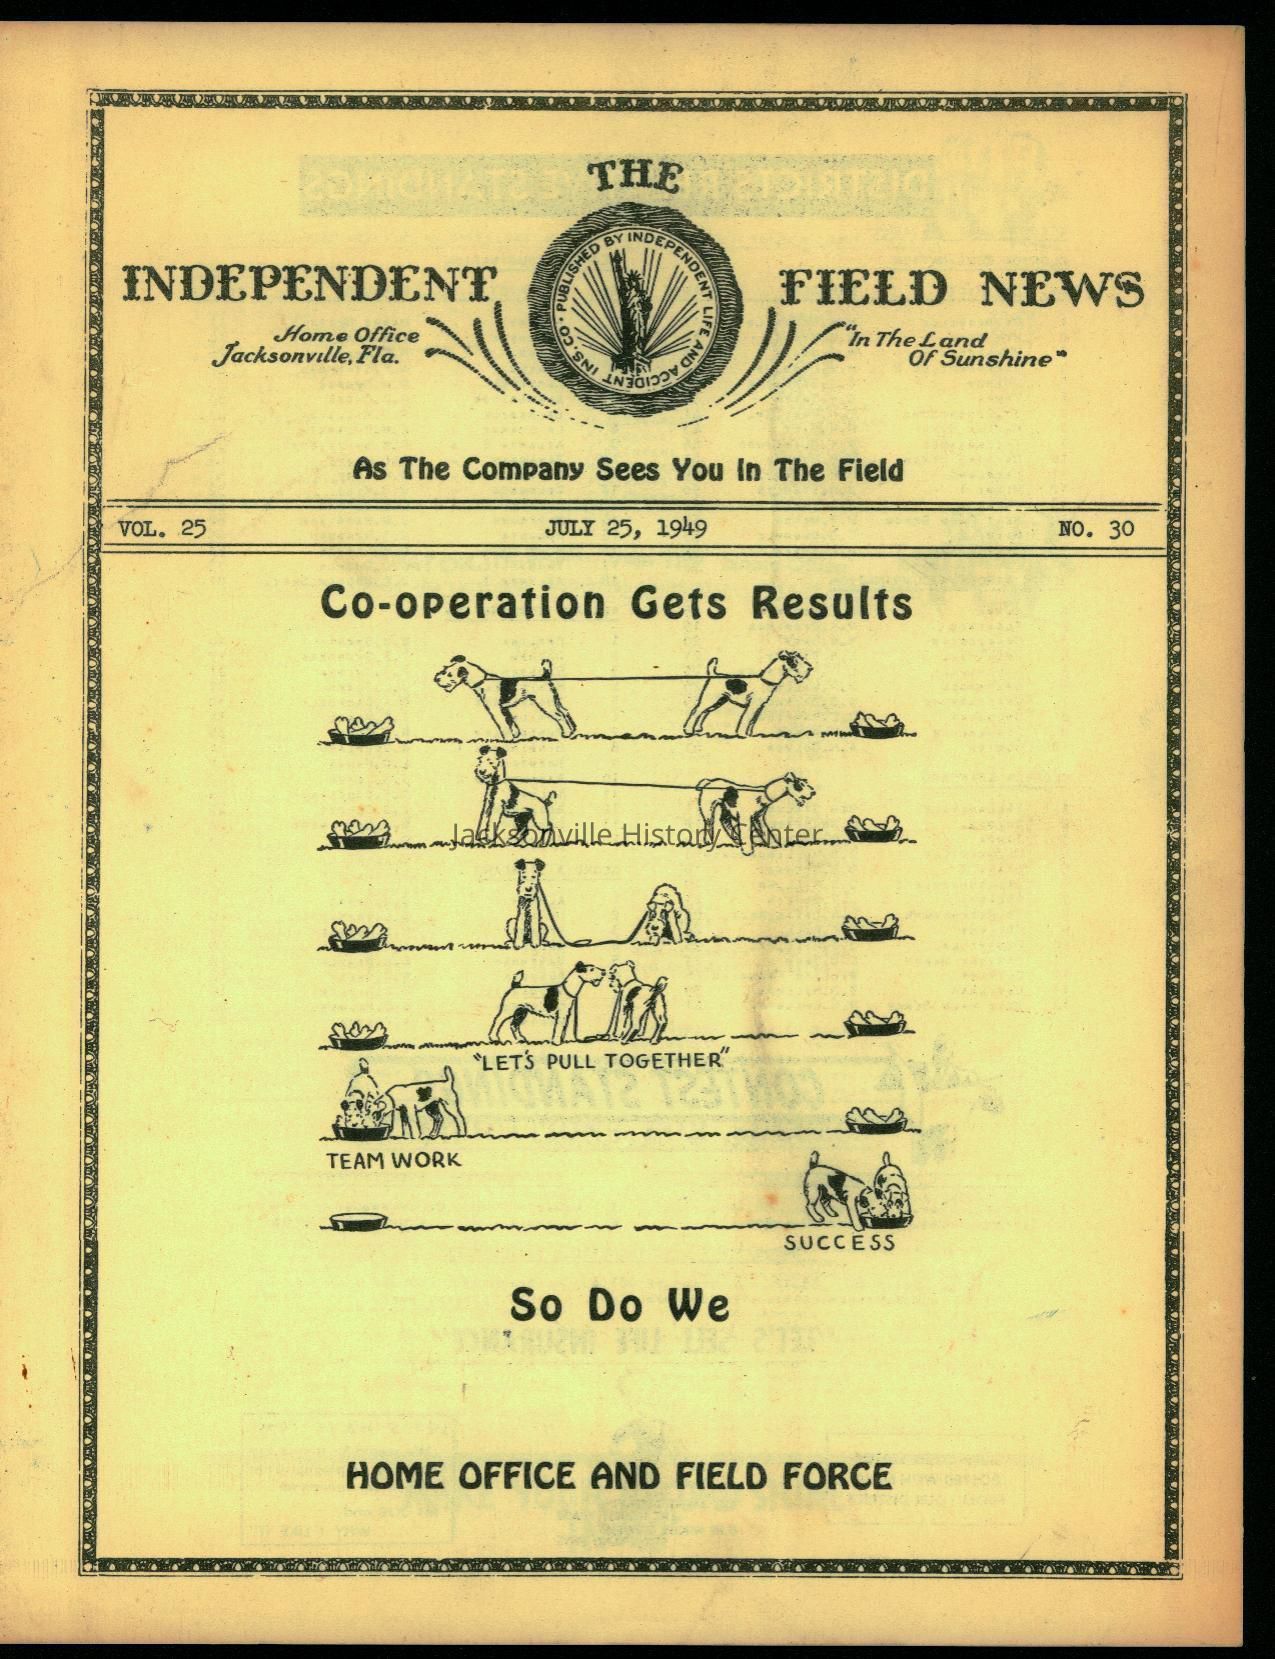 THE
INDEPENDENT FIELD NEWS
PUBLISHED BY INDEPENDENT LIFE AND ACCIDENT INS. CO.
Home Office
Jacksonville, Fla.
"In The Land
Of Sunshine"
As The Company Sees You In The Field
VOL. 25 JULY 25, 1949 NO. 30
Co-operation Gets Results
Jacksonville History Center
"LET'S PULL TOGETHER"
TEAM WORK
SUCCESS
So Do We
HOME OFFICE AND FIELD FORCE